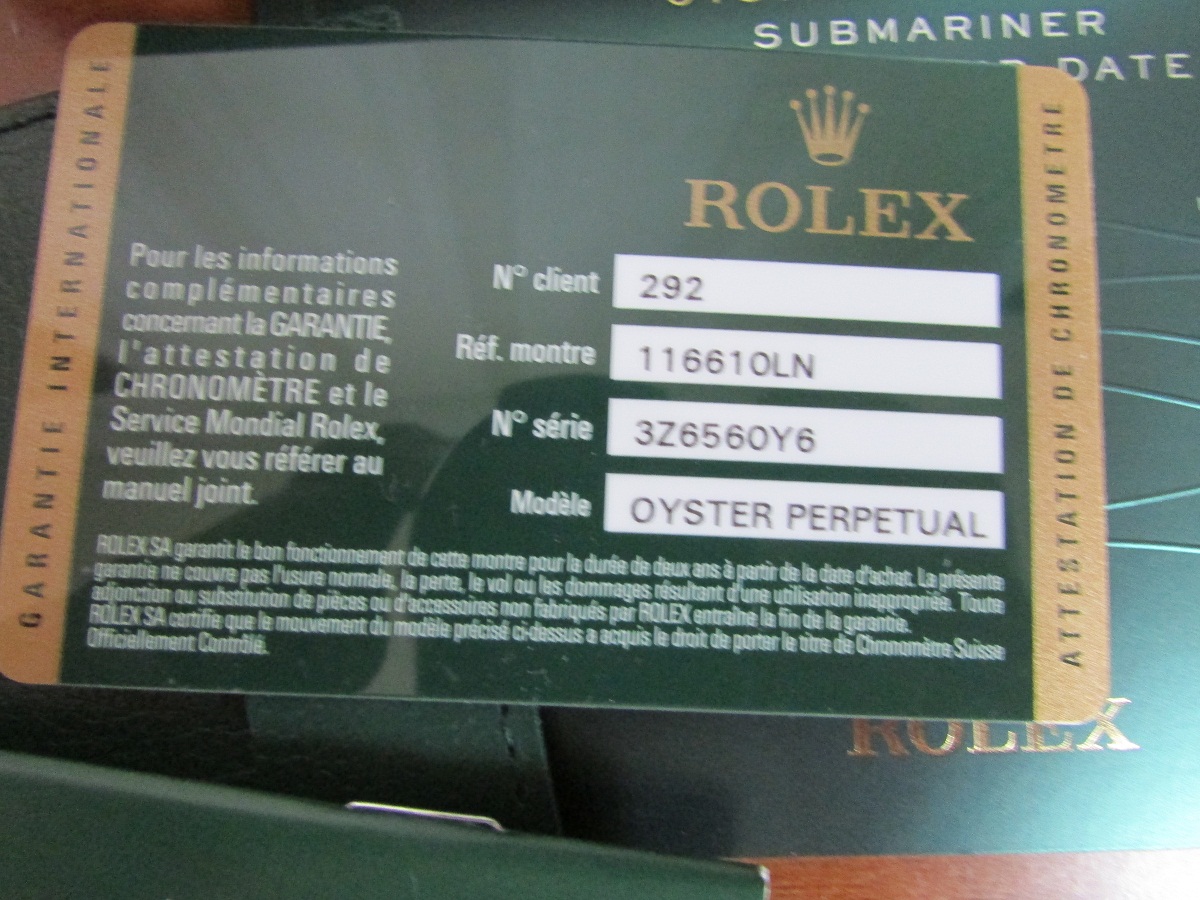 SUBMARINER
DATE
GARANTIE INTERNATIONALE
ROLEX
Pour les informations
complémentaires
concernant la GARANTIE,
l'attestation de
CHRONOMÈTRE et le
Service Mondial Rolex,
veuillez vous référer au
manuel joint.
N° client 292
Réf. montre 116610LN
N° série 3Z6560Y6
Modèle OYSTER PERPETUAL
ROLEX SA garantit le bon fonctionnement de cette montre pour la durée de deux ans à partir de la date d'achat. La présente
garantie ne couvre pas l'usure normale, la perte, le vol ou les dommages résultant d'une utilisation inappropriée. Toute
adjonction ou substitution de pièces ou d'accessoires non fabriqués par ROLEX entraîne la fin de la garantie.
ROLEX SA certifie que le mouvement du modèle précisé ci-dessus a acquis le droit de porter le titre de Chronomètre Suisse
Officiellement Contrôlé.
ATTESTATION DE CHRONOMETRE
ROLEX